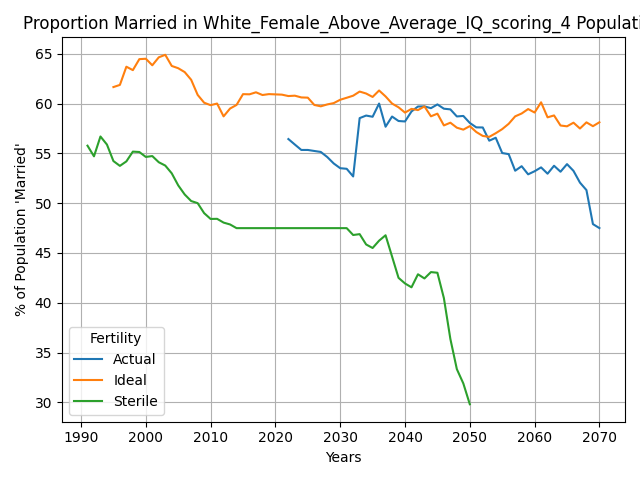 Proportion Married in White_Female_Above_Average_IQ_scoring_4 Populati
% of Population 'Married'
65
60
55
50
45
40
35
30
Fertility
Actual
Ideal
Sterile
1990 2000 2010 2020 2030 2040 2050 2060 2070
Years